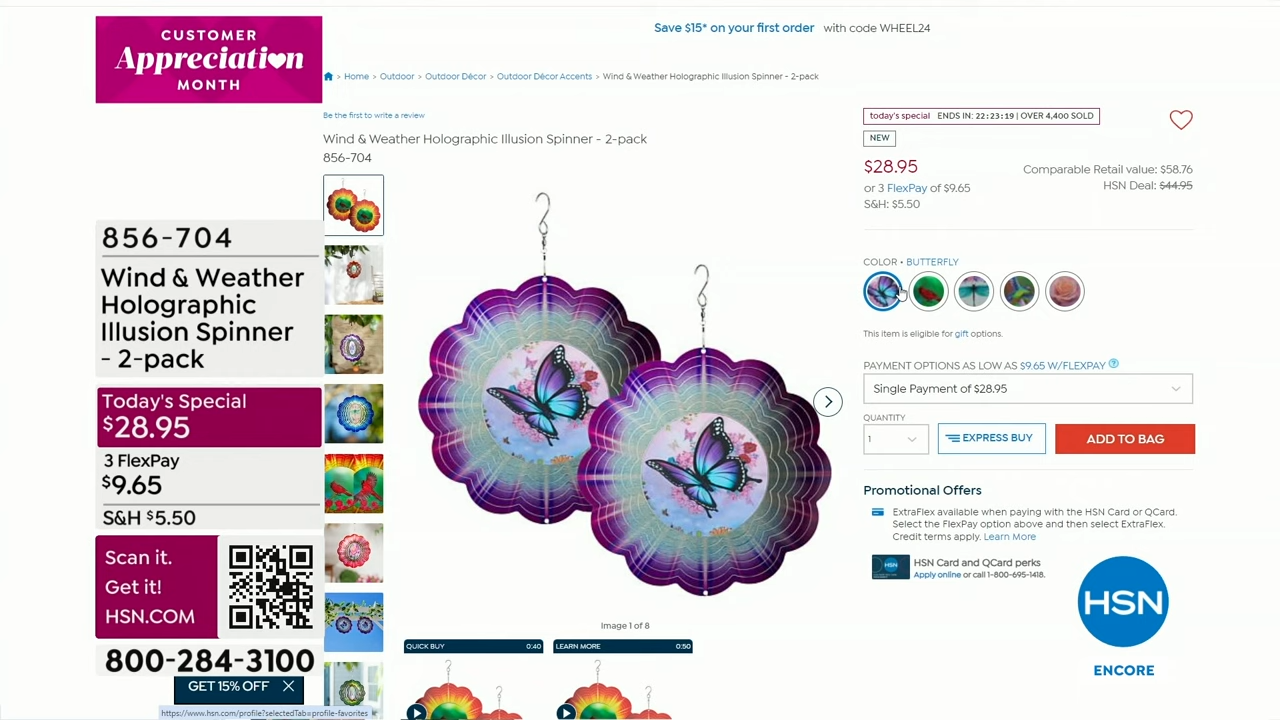 CUSTOMER
Appreciation
MONTH
Save $15* on your first order with code WHEEL24
> Home > Outdoor > Outdoor Décor > Outdoor Décor Accents > Wind & Weather Holographic Illusion Spinner - 2-pack
Be the first to write a review
Wind & Weather Holographic Illusion Spinner - 2-pack
856-704
today's special ENDS IN: 22:23:19 | OVER 4,400 SOLD
NEW
$28.95
Comparable Retail value: $58.76
or 3 FlexPay of $9.65
HSN Deal: $44.95
S&H: $5.50
COLOR • BUTTERFLY
This item is eligible for gift options.
PAYMENT OPTIONS AS LOW AS $9.65 W/FLEXPAY ?
Single Payment of $28.95
QUANTITY
1
EXPRESS BUY
ADD TO BAG
Promotional Offers
ExtraFlex available when paying with the HSN Card or QCard.
Select the FlexPay option above and then select ExtraFlex.
Credit terms apply. Learn More
HSN Card and QCard perks
Apply online or call 1-800-695-1418.
HSN
ENCORE
856-704
Wind & Weather
Holographic
Illusion Spinner
- 2-pack
Today's Special
$28.95
3 FlexPay
$9.65
S&H $5.50
Scan it.
Get it!
HSN.COM
800-284-3100
GET 15% OFF
Image 1 of 8
QUICK BUY 0:40
LEARN MORE 0:50
https://www.hsn.com/profile?selectedTab=profile-favorites